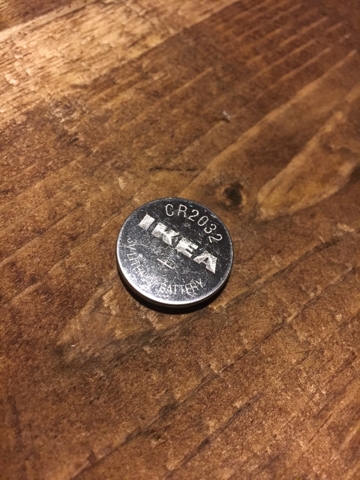 CR2032
IKEA
+
BATTERY